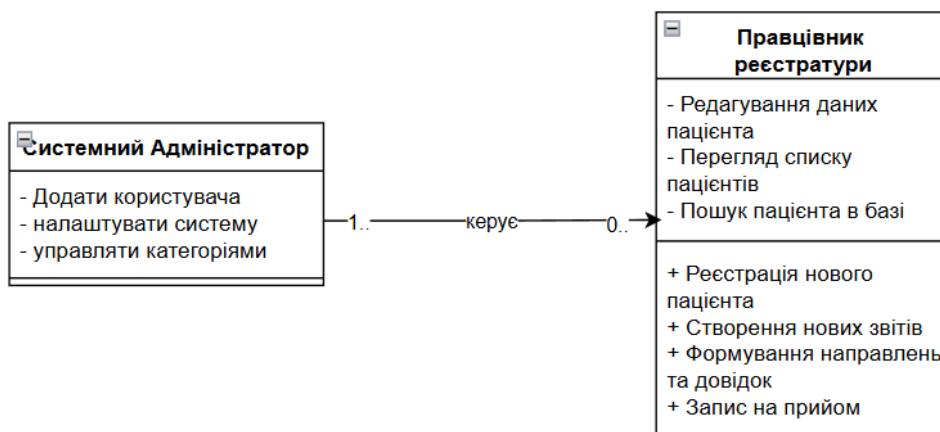 Системний Адміністратор
- Додати користувача
- налаштувати систему
- управляти категоріями
1..
керує
0..
Правцівник
реєстратури
- Редагування даних
пацієнта
- Перегляд списку
пацієнтів
- Пошук пацієнта в базі
+ Реєстрація нового
пацієнта
+ Створення нових звітів
+ Формування направлень
та довідок
+ Запис на прийом